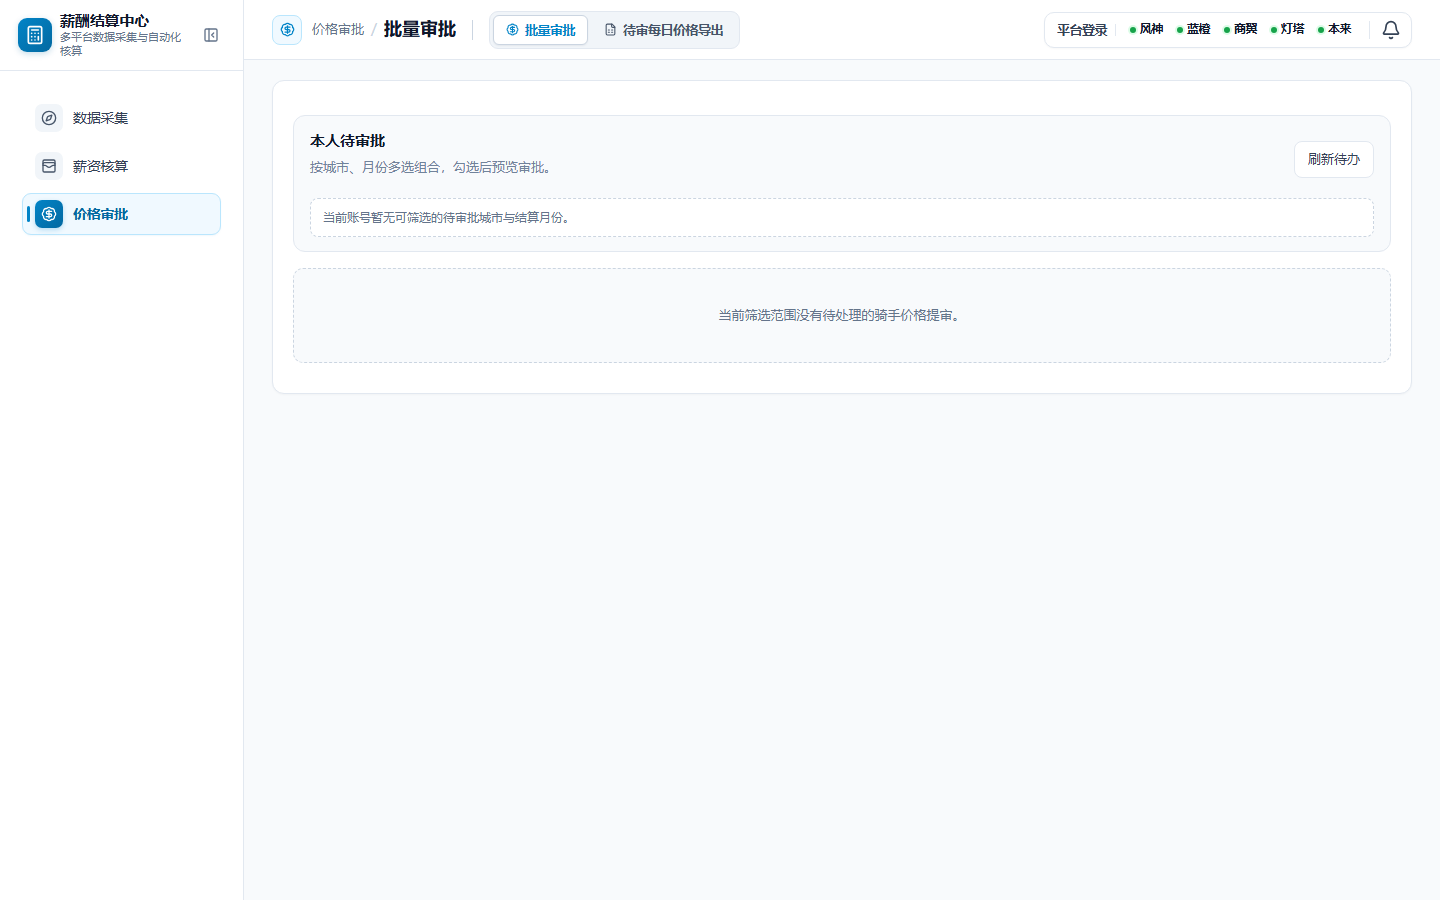 薪酬结算中心
多平台数据采集与自动化
核算
数据采集
薪资核算
价格审批
价格审批 / 批量审批
批量审批
待审每日价格导出
平台登录
风神
蓝橙
商翼
灯塔
本来
本人待审批
按城市、月份多选组合，勾选后预览审批。
刷新待办
当前账号暂无可筛选的待审批城市与结算月份。
当前筛选范围没有待处理的骑手价格提审。